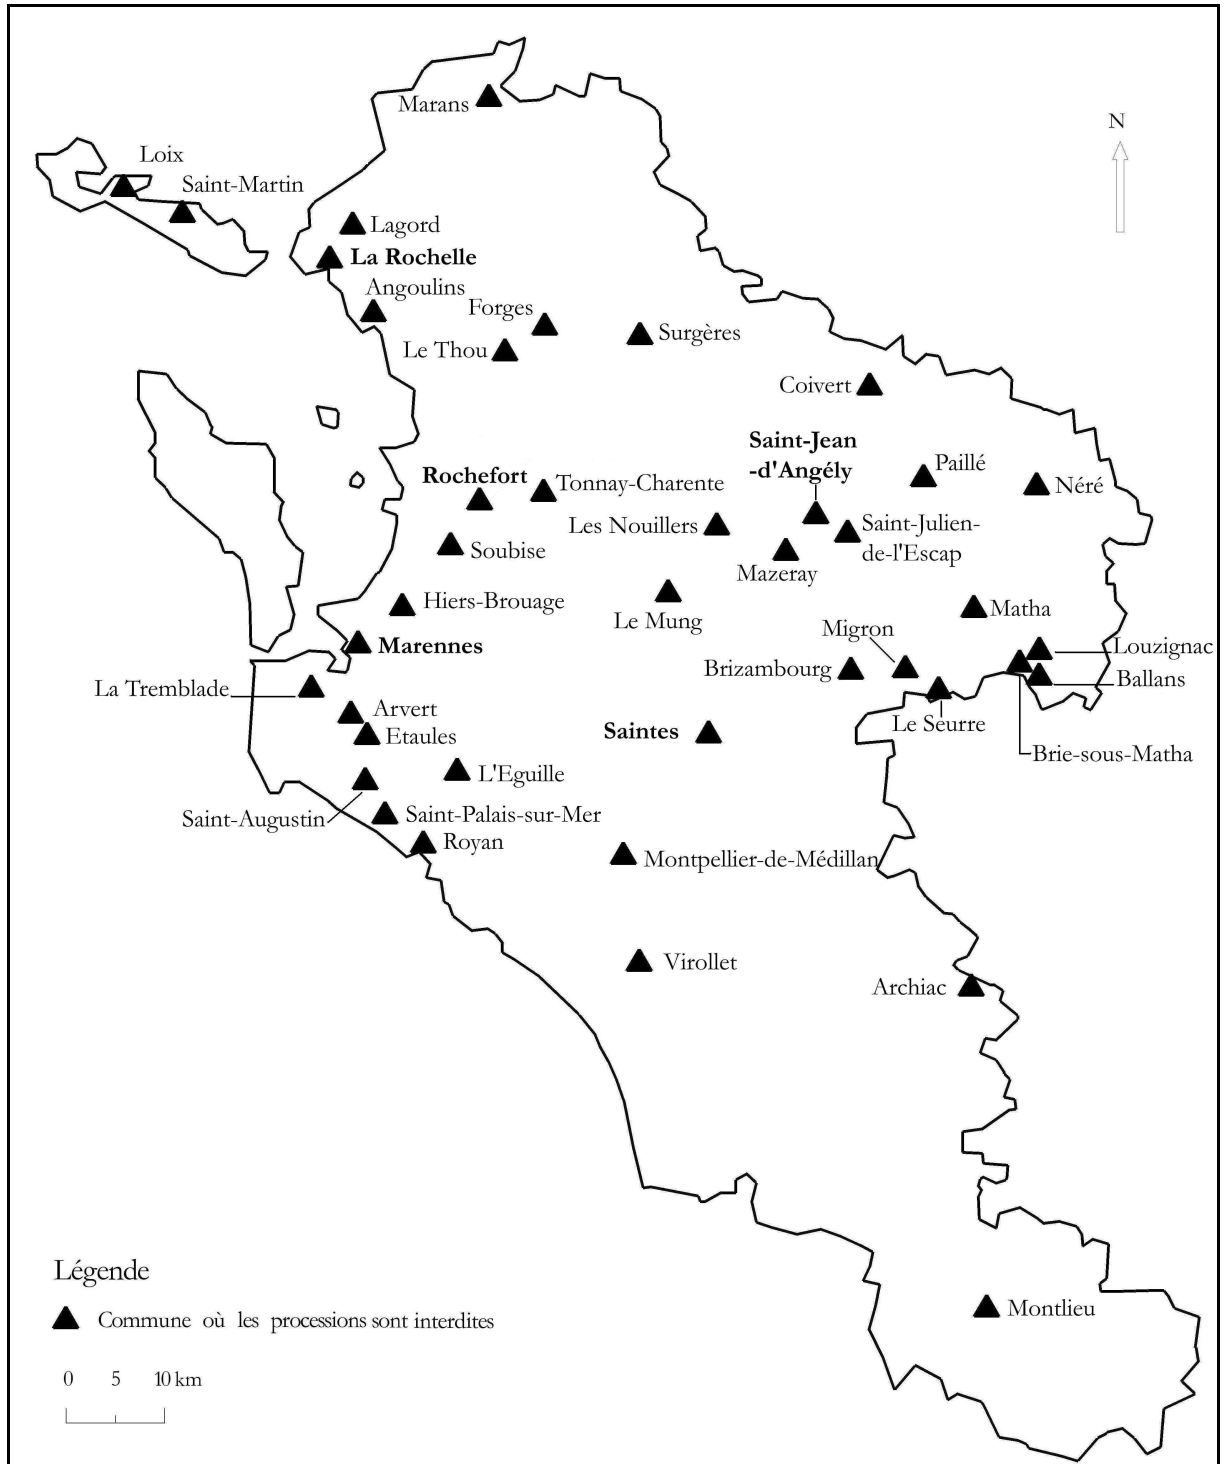 N
Marans
Loix
Saint-Martin
Lagord
La Rochelle
Angoulins
Forges
Surgères
Le Thou
Coivert
Saint-Jean
-d'Angély
Paillé
Rochefort
Tonnay-Charente
Néré
Les Nouillers
Saint-Julien-
de-l'Escap
Soubise
Mazeray
Hiers-Brouage
Le Mung
Matha
Migron
Marennes
Louzignac
Brizambourg
Ballans
La Tremblade
Arvert
Le Seurre
Etaules
Saintes
Brie-sous-Matha
L'Eguille
Saint-Augustin
Saint-Palais-sur-Mer
Royan
Montpellier-de-Médillan
Virollet
Archiac
Légende
Montlieu
Commune où les processions sont interdites
0 5 10 km